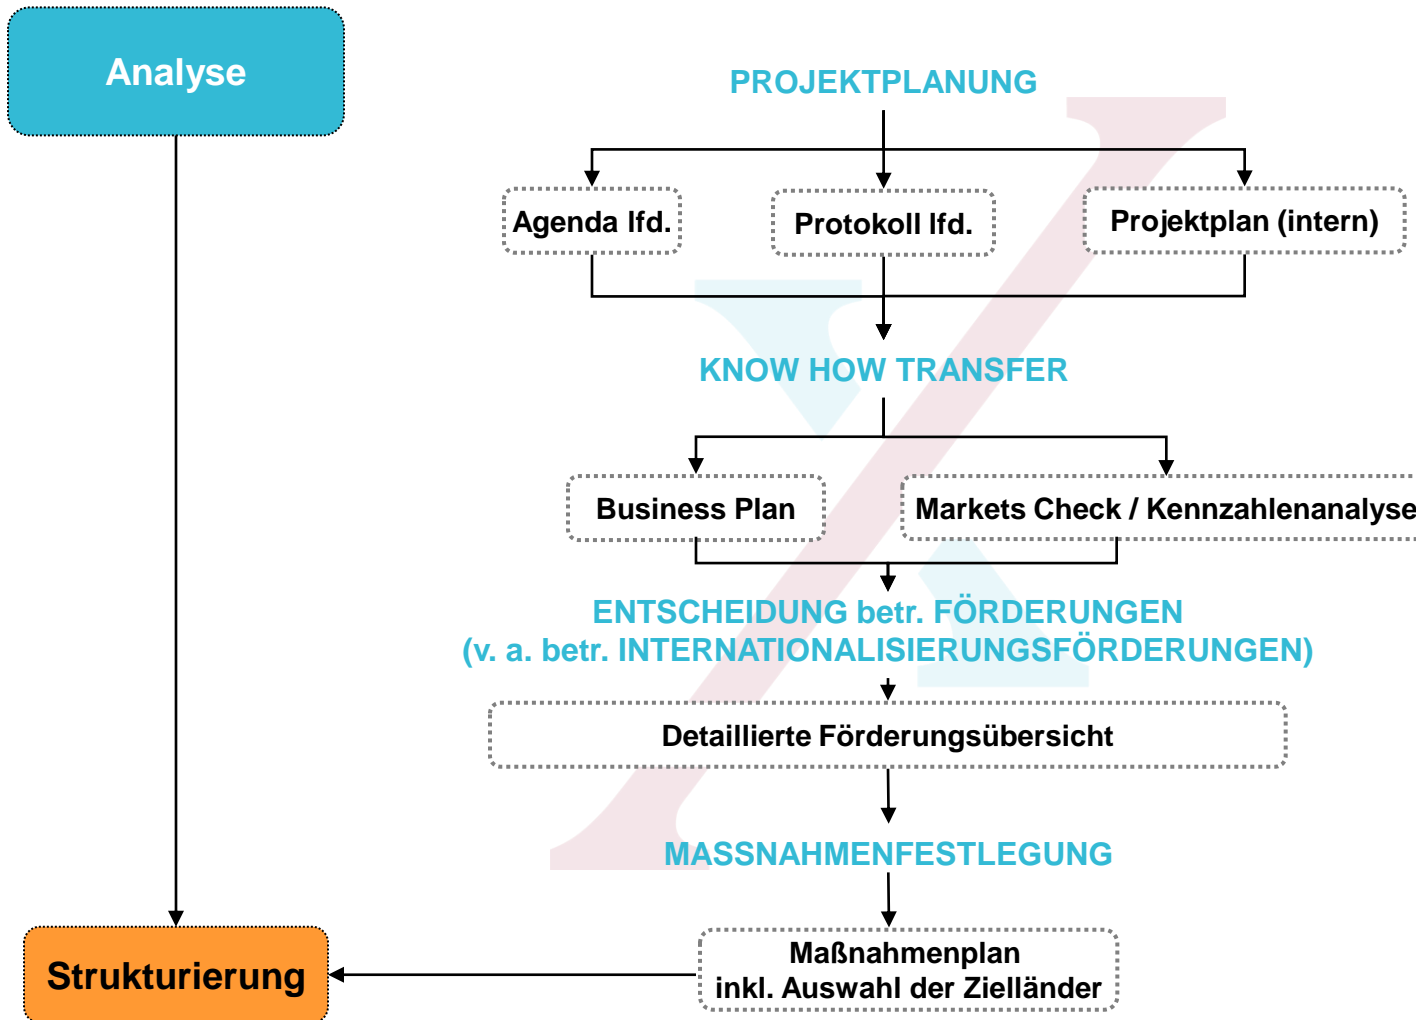 Analyse
PROJEKTPLANUNG
Agenda lfd.
Protokoll lfd.
Projektplan (intern)
KNOW HOW TRANSFER
Business Plan
Markets Check / Kennzahlenanalyse
ENTSCHEIDUNG betr. FÖRDERUNGEN
(v. a. betr. INTERNATIONALISIERUNGSFÖRDERUNGEN)
Detaillierte Förderungsübersicht
MASSNAHMENFESTLEGUNG
Maßnahmenplan
inkl. Auswahl der Zielländer
Strukturierung